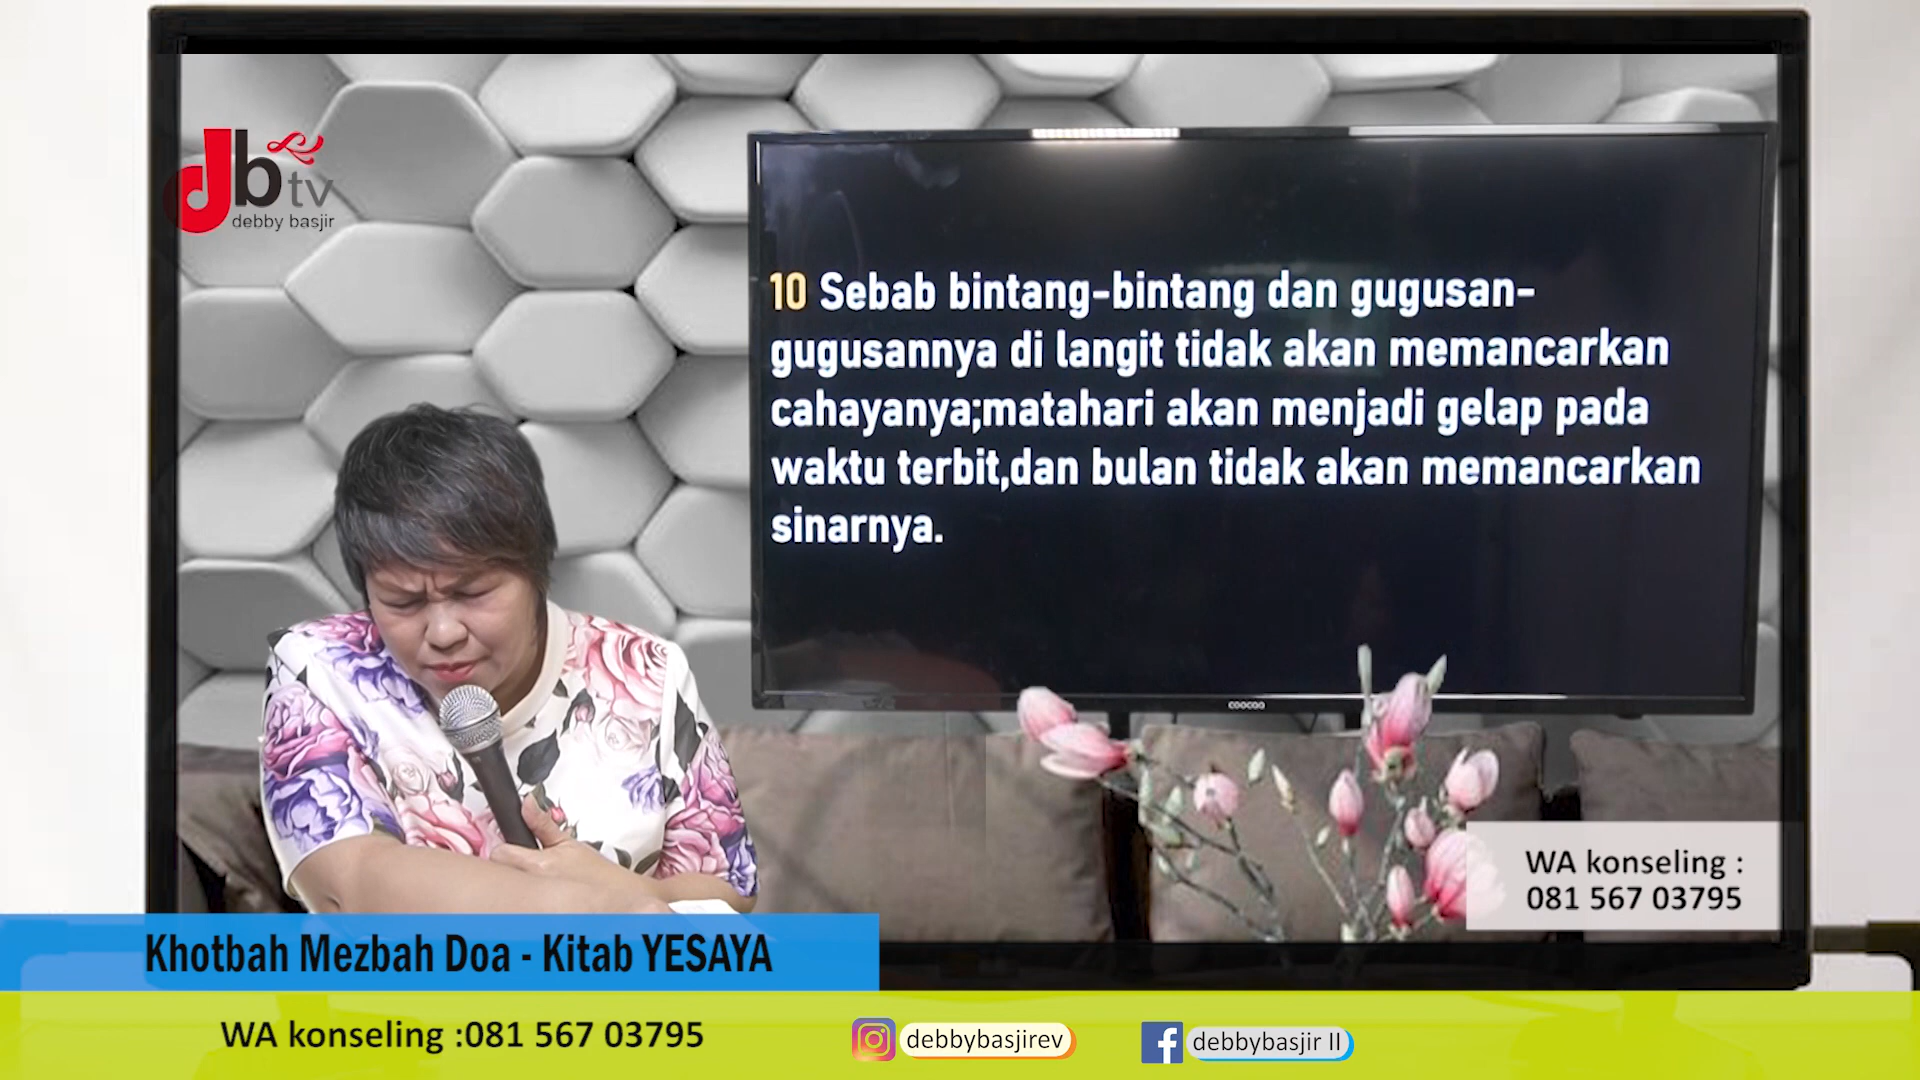 db tv
debby basjir
10 Sebab bintang-bintang dan gugusan-
gugusannya di langit tidak akan memancarkan
cahayanya;matahari akan menjadi gelap pada
waktu terbit,dan bulan tidak akan memancarkan
sinarnya.
WA konseling :
081 567 03795
Khotbah Mezbah Doa - Kitab YESAYA
WA konseling :081 567 03795
debbybasjirev
debbybasjir II